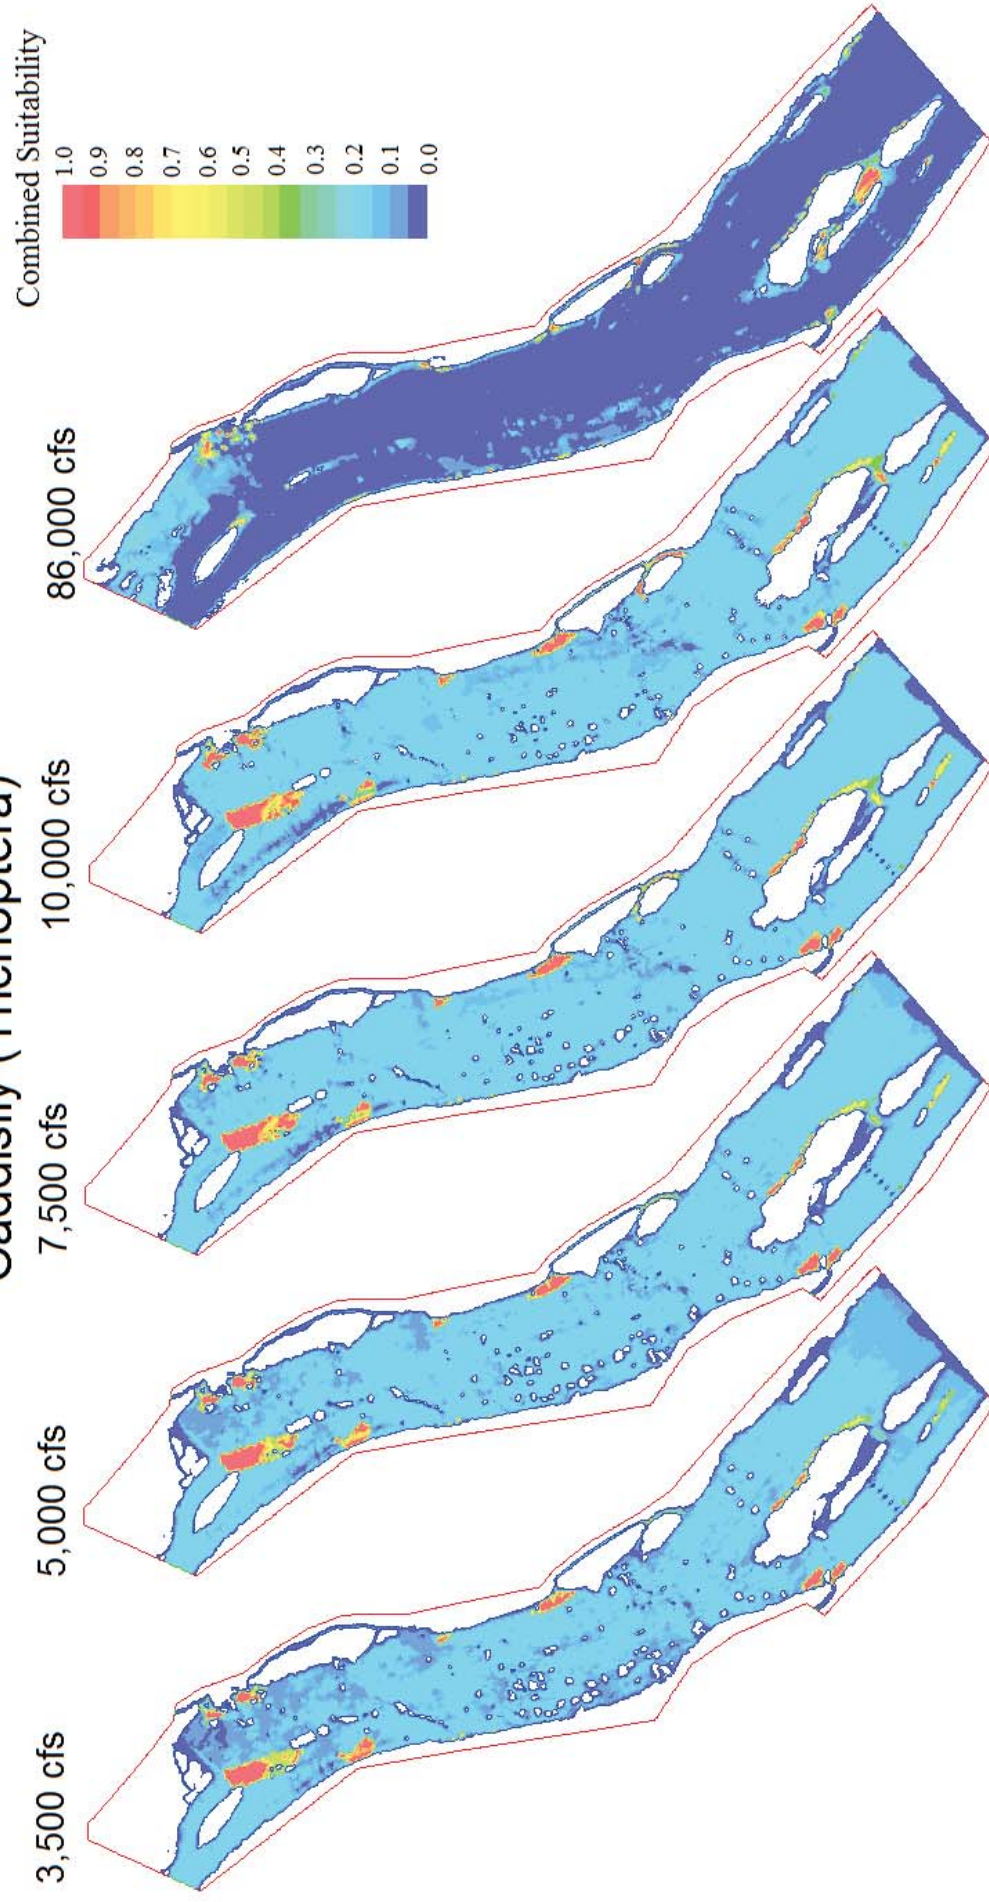 Caddisfly (Trichoptera)
3,500 cfs
5,000 cfs
7,500 cfs
10,000 cfs
86,000 cfs
Combined Suitability
1.0
0.9
0.8
0.7
0.6
0.5
0.4
0.3
0.2
0.1
0.0